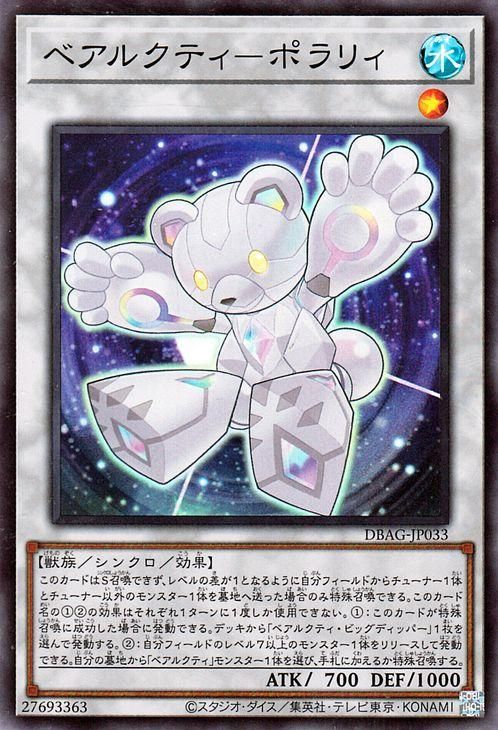 ベアルクティ－ポラリィ
水
DBAG-JP033
【獣族／シンクロ／効果】
このカードはS召喚できず、レベルの差が1となるように自分フィールドからチューナー1体
とチューナー以外のモンスター1体を墓地へ送った場合のみ特殊召喚できる。このカード
名の①②の効果はそれぞれ1ターンに1度しか使用できない。①：このカードが特殊
召喚に成功した場合に発動できる。デッキから「ベアルクティ・ビッグディッパー」1枚を
選んで発動する。②：自分フィールドのレベル7以上のモンスター1体をリリースして発動
できる。自分の墓地から「ベアルクティ」モンスター1体を選び、手札に加えるか特殊召喚する。
ATK/ 700 DEF/1000
27693363 ©スタジオ・ダイス／集英社・テレビ東京・KONAMI